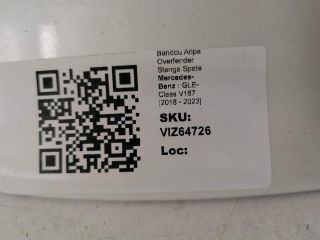 Bandou Aripa
Overfender
Stanga Spate
Mercedes-
Benz : GLE-
Class V167
[2018 - 2023]
SKU:
VIZ64726
Loc: